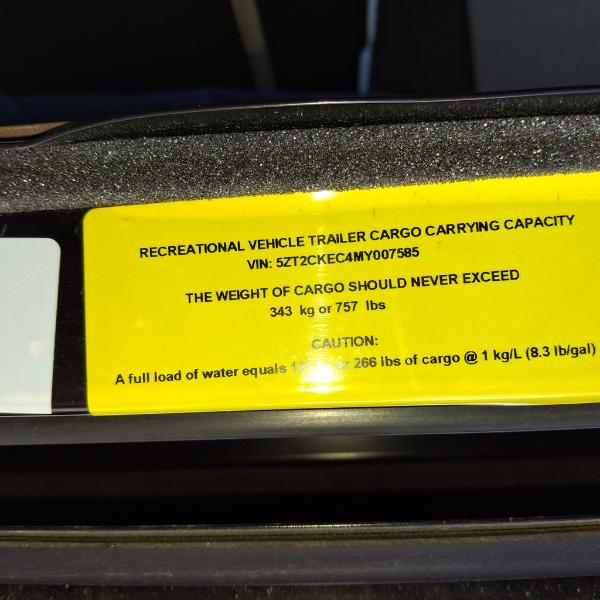 RECREATIONAL VEHICLE TRAILER CARGO CARRYING CAPACITY
VIN: 5ZT2CKEC4MY007585
THE WEIGHT OF CARGO SHOULD NEVER EXCEED
343 kg or 757 lbs
CAUTION:
A full load of water equals or 266 lbs of cargo @ 1 kg/L (8.3 lb/gal)